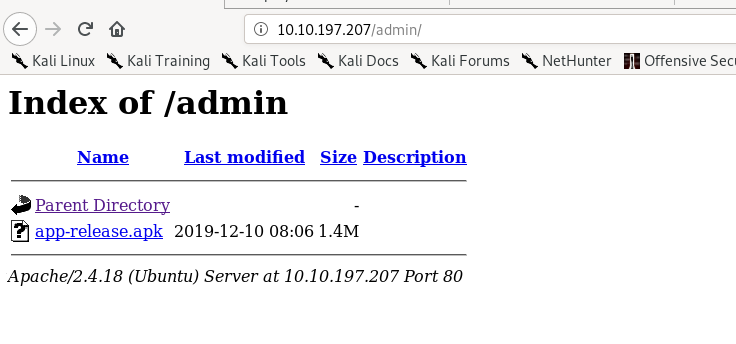 10.10.197.207/admin/
Kali Linux Kali Training Kali Tools Kali Docs Kali Forums NetHunter Offensive Secu
Index of /admin
Name Last modified Size Description
Parent Directory -
app-release.apk 2019-12-10 08:06 1.4M
Apache/2.4.18 (Ubuntu) Server at 10.10.197.207 Port 80